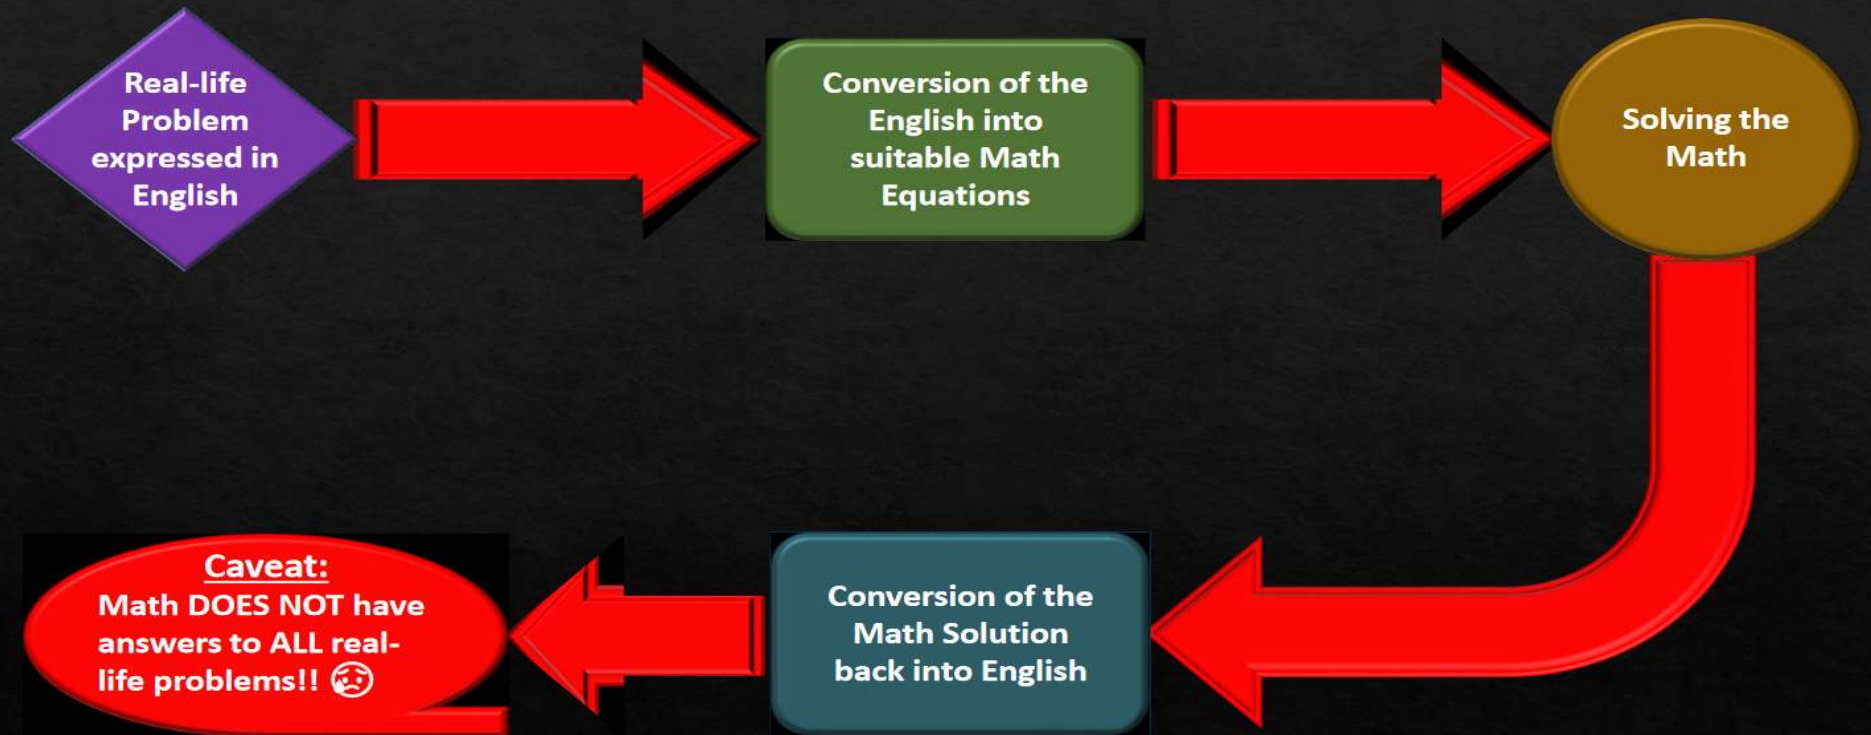 Real-life
Problem
expressed in
English
Conversion of the
English into
suitable Math
Equations
Solving the
Math
Conversion of the
Math Solution
back into English
Caveat:
Math DOES NOT have
answers to ALL real-
life problems!! 😥